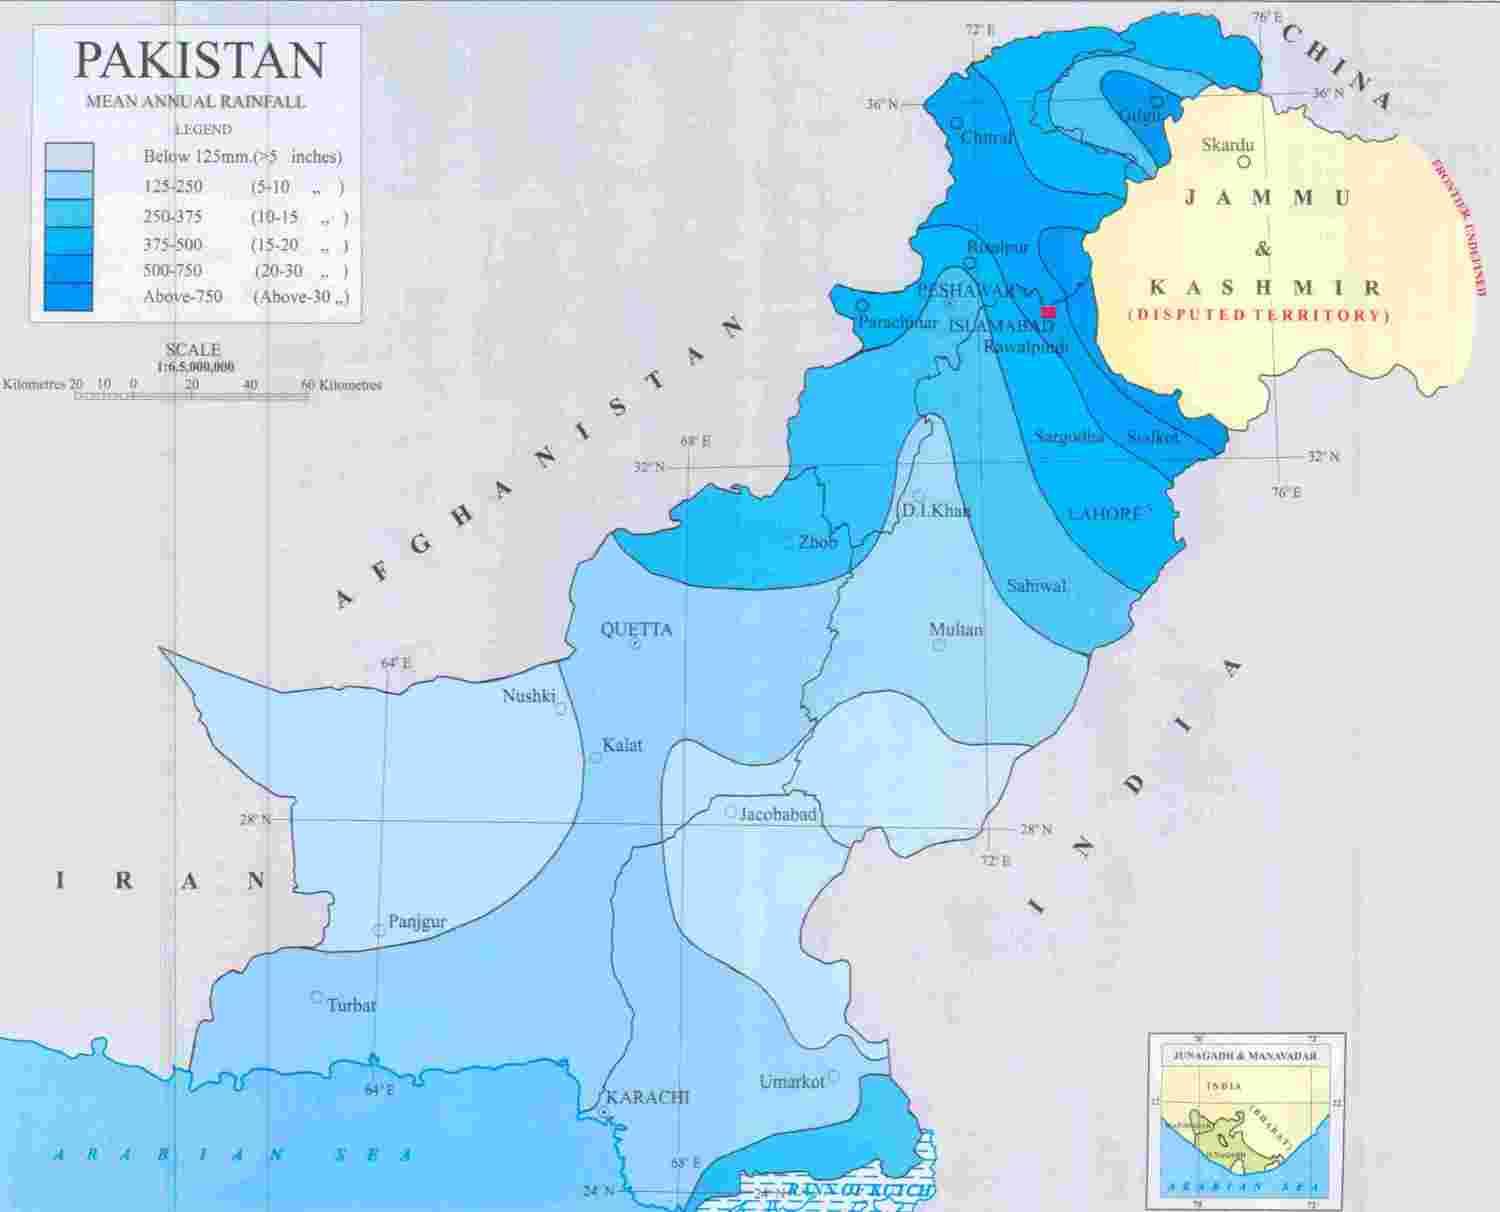 PAKISTAN
MEAN ANNUAL RAINFALL
LEGEND
Below 125mm.(>5 inches)
125-250 (5-10 ,, )
250-375 (10-15 ,, )
375-500 (15-20 ,, )
500-750 (20-30 ,, )
Above-750 (Above-30 ,,)
SCALE
1:6.5,000,000
Kilometres 20 10 0 20 40 60 Kilometres
72° E
76° E
CHINA
36° N
36° N
Gilgit
Chitral
Skardu
JAMMU
&
KASHMIR
(DISPUTED TERRITORY)
FRONTIER UNDEFINED
Risalpur
PESHAWAR
Parachinar
ISLAMABAD
Rawalpindi
AFGHANISTAN
68° E
32° N
Sargodha
Sialkot
32° N
76° E
D.I.Khan
LAHORE
Zhob
Sahiwal
QUETTA
Multan
64° E
Nushki
Kalat
INDIA
28° N
Jacobabad
28° N
72° E
IRAN
Panjgur
Turbat
64° E
Umarkot
KARACHI
ARABIAN SEA
68° E
24° N
24° N
RANN OF KUTCH
JUNAGADH & MANAVADAR
INDIA
(BHARAT)
JUNAGADH
ARABIAN SEA